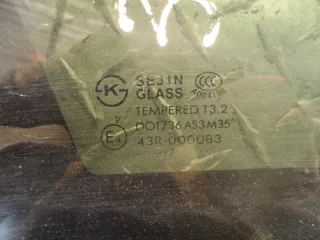 SEJIN
GLASS
TEMPERED T3.2
DOT736 AS3 M35
43R-000083